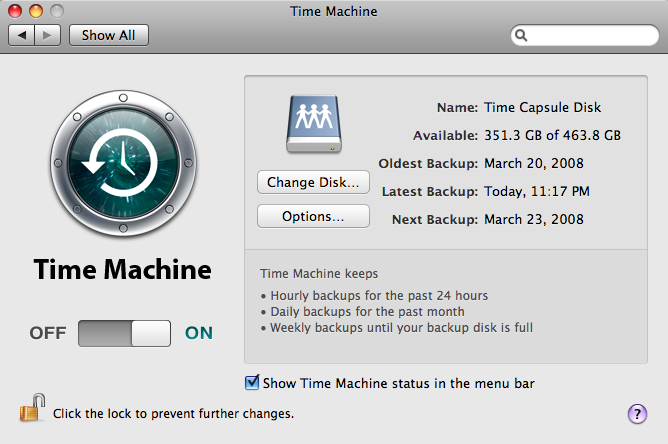 Time Machine
Show All
Name: Time Capsule Disk
Available: 351.3 GB of 463.8 GB
Oldest Backup: March 20, 2008
Change Disk...
Latest Backup: Today, 11:17 PM
Options...
Next Backup: March 23, 2008
Time Machine
Time Machine keeps
• Hourly backups for the past 24 hours
• Daily backups for the past month
• Weekly backups until your backup disk is full
OFF ON
Show Time Machine status in the menu bar
Click the lock to prevent further changes.
?